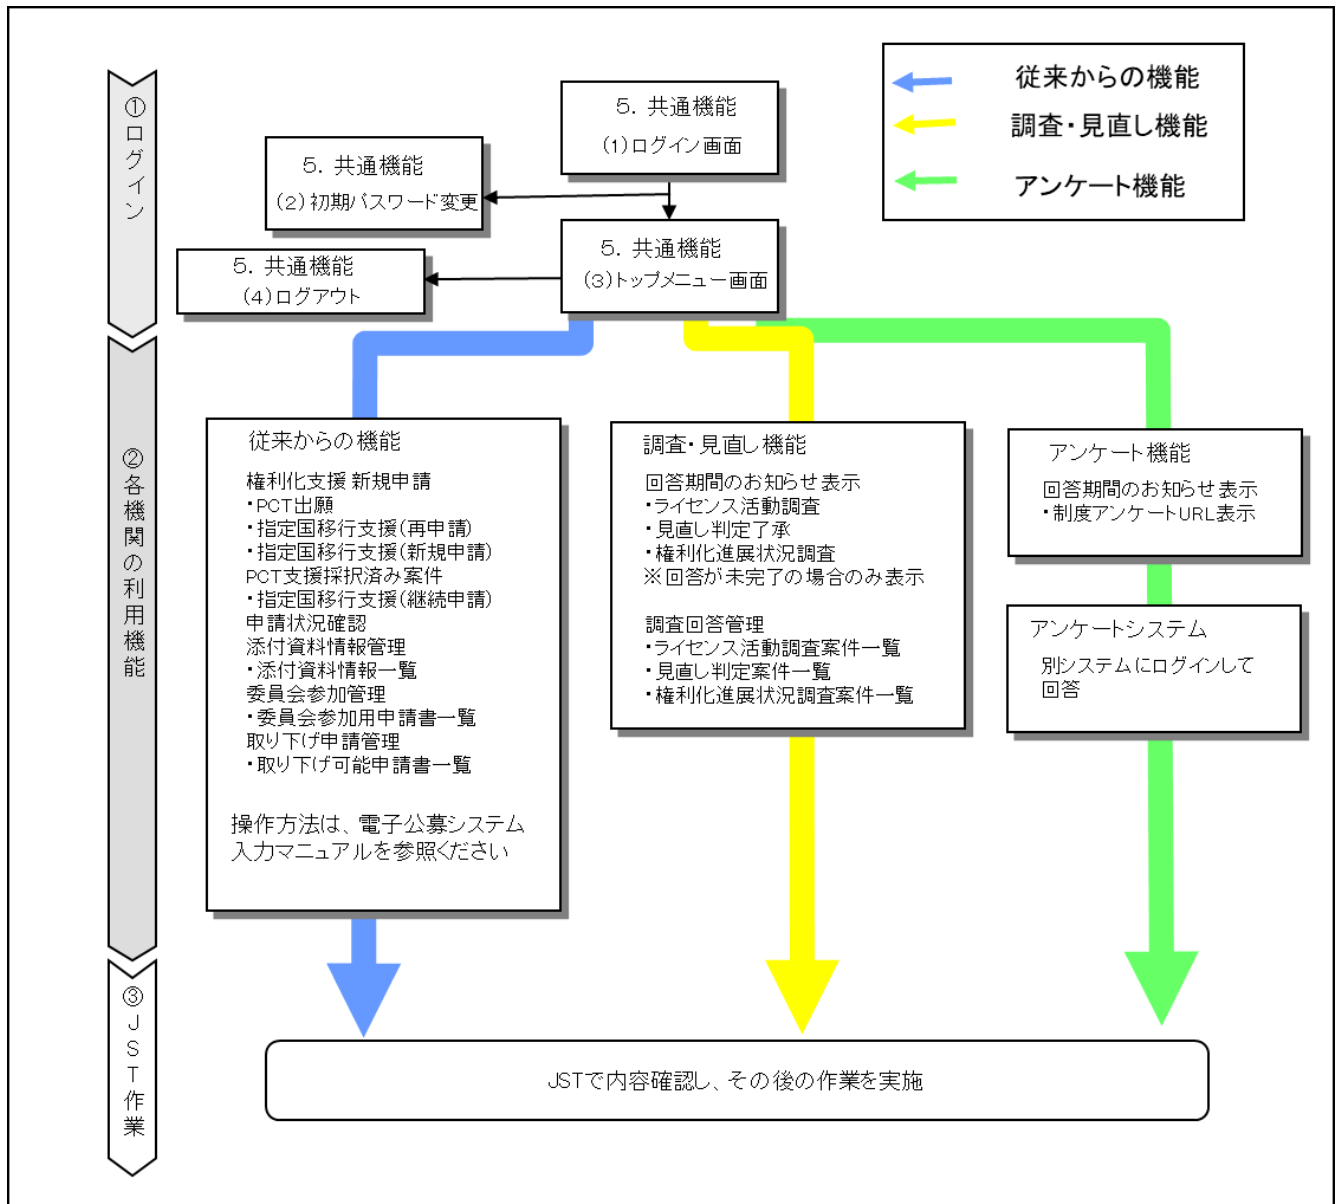 従来からの機能
調査・見直し機能
アンケート機能
①ログイン
5．共通機能
(1)ログイン画面
5．共通機能
(2)初期パスワード変更
5．共通機能
(3)トップメニュー画面
5．共通機能
(4)ログアウト
②各機関の利用機能
従来からの機能
権利化支援 新規申請
・PCT出願
・指定国移行支援(再申請)
・指定国移行支援(新規申請)
PCT支援採択済み案件
・指定国移行支援(継続申請)
申請状況確認
添付資料情報管理
・添付資料情報一覧
委員会参加管理
・委員会参加用申請書一覧
取り下げ申請管理
・取り下げ可能申請書一覧
操作方法は、電子公募システム
入力マニュアルを参照ください
調査・見直し機能
回答期間のお知らせ表示
・ライセンス活動調査
・見直し判定了承
・権利化進展状況調査
※回答が未完了の場合のみ表示
調査回答管理
・ライセンス活動調査案件一覧
・見直し判定案件一覧
・権利化進展状況調査案件一覧
アンケート機能
回答期間のお知らせ表示
・制度アンケートURL表示
アンケートシステム
別システムにログインして
回答
③JST作業
JSTで内容確認し、その後の作業を実施